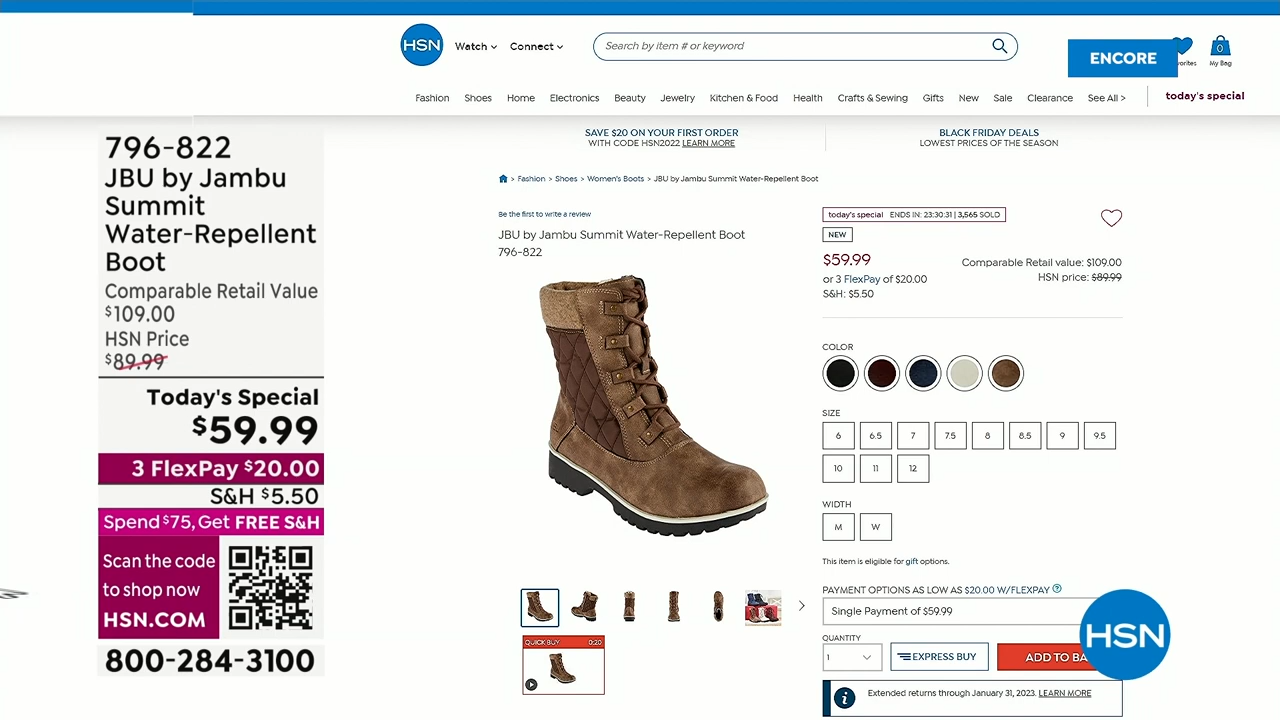 HSN
Watch
Connect
Search by item # or keyword
ENCORE
0
My Bag
Fashion
Shoes
Home
Electronics
Beauty
Jewelry
Kitchen & Food
Health
Crafts & Sewing
Gifts
New
Sale
Clearance
See All >
today's special
SAVE $20 ON YOUR FIRST ORDER
WITH CODE HSN2022 LEARN MORE
BLACK FRIDAY DEALS
LOWEST PRICES OF THE SEASON
796-822
JBU by Jambu
Summit
Water-Repellent
Boot
Comparable Retail Value
$109.00
HSN Price
$89.99
Today's Special
$59.99
3 FlexPay $20.00
S&H $5.50
Spend $75, Get FREE S&H
Scan the code
to shop now
HSN.COM
800-284-3100
> Fashion > Shoes > Women's Boots > JBU by Jambu Summit Water-Repellent Boot
Be the first to write a review
JBU by Jambu Summit Water-Repellent Boot
796-822
QUICK BUY 0:20
today's special ENDS IN: 23:30:31 | 3,565 SOLD
NEW
$59.99
or 3 FlexPay of $20.00
S&H: $5.50
Comparable Retail value: $109.00
HSN price: $89.99
COLOR
SIZE
6 6.5 7 7.5 8 8.5 9 9.5
10 11 12
WIDTH
M W
This item is eligible for gift options.
PAYMENT OPTIONS AS LOW AS $20.00 W/FLEXPAY ?
Single Payment of $59.99
QUANTITY
1
EXPRESS BUY
ADD TO BA
HSN
Extended returns through January 31, 2023. LEARN MORE